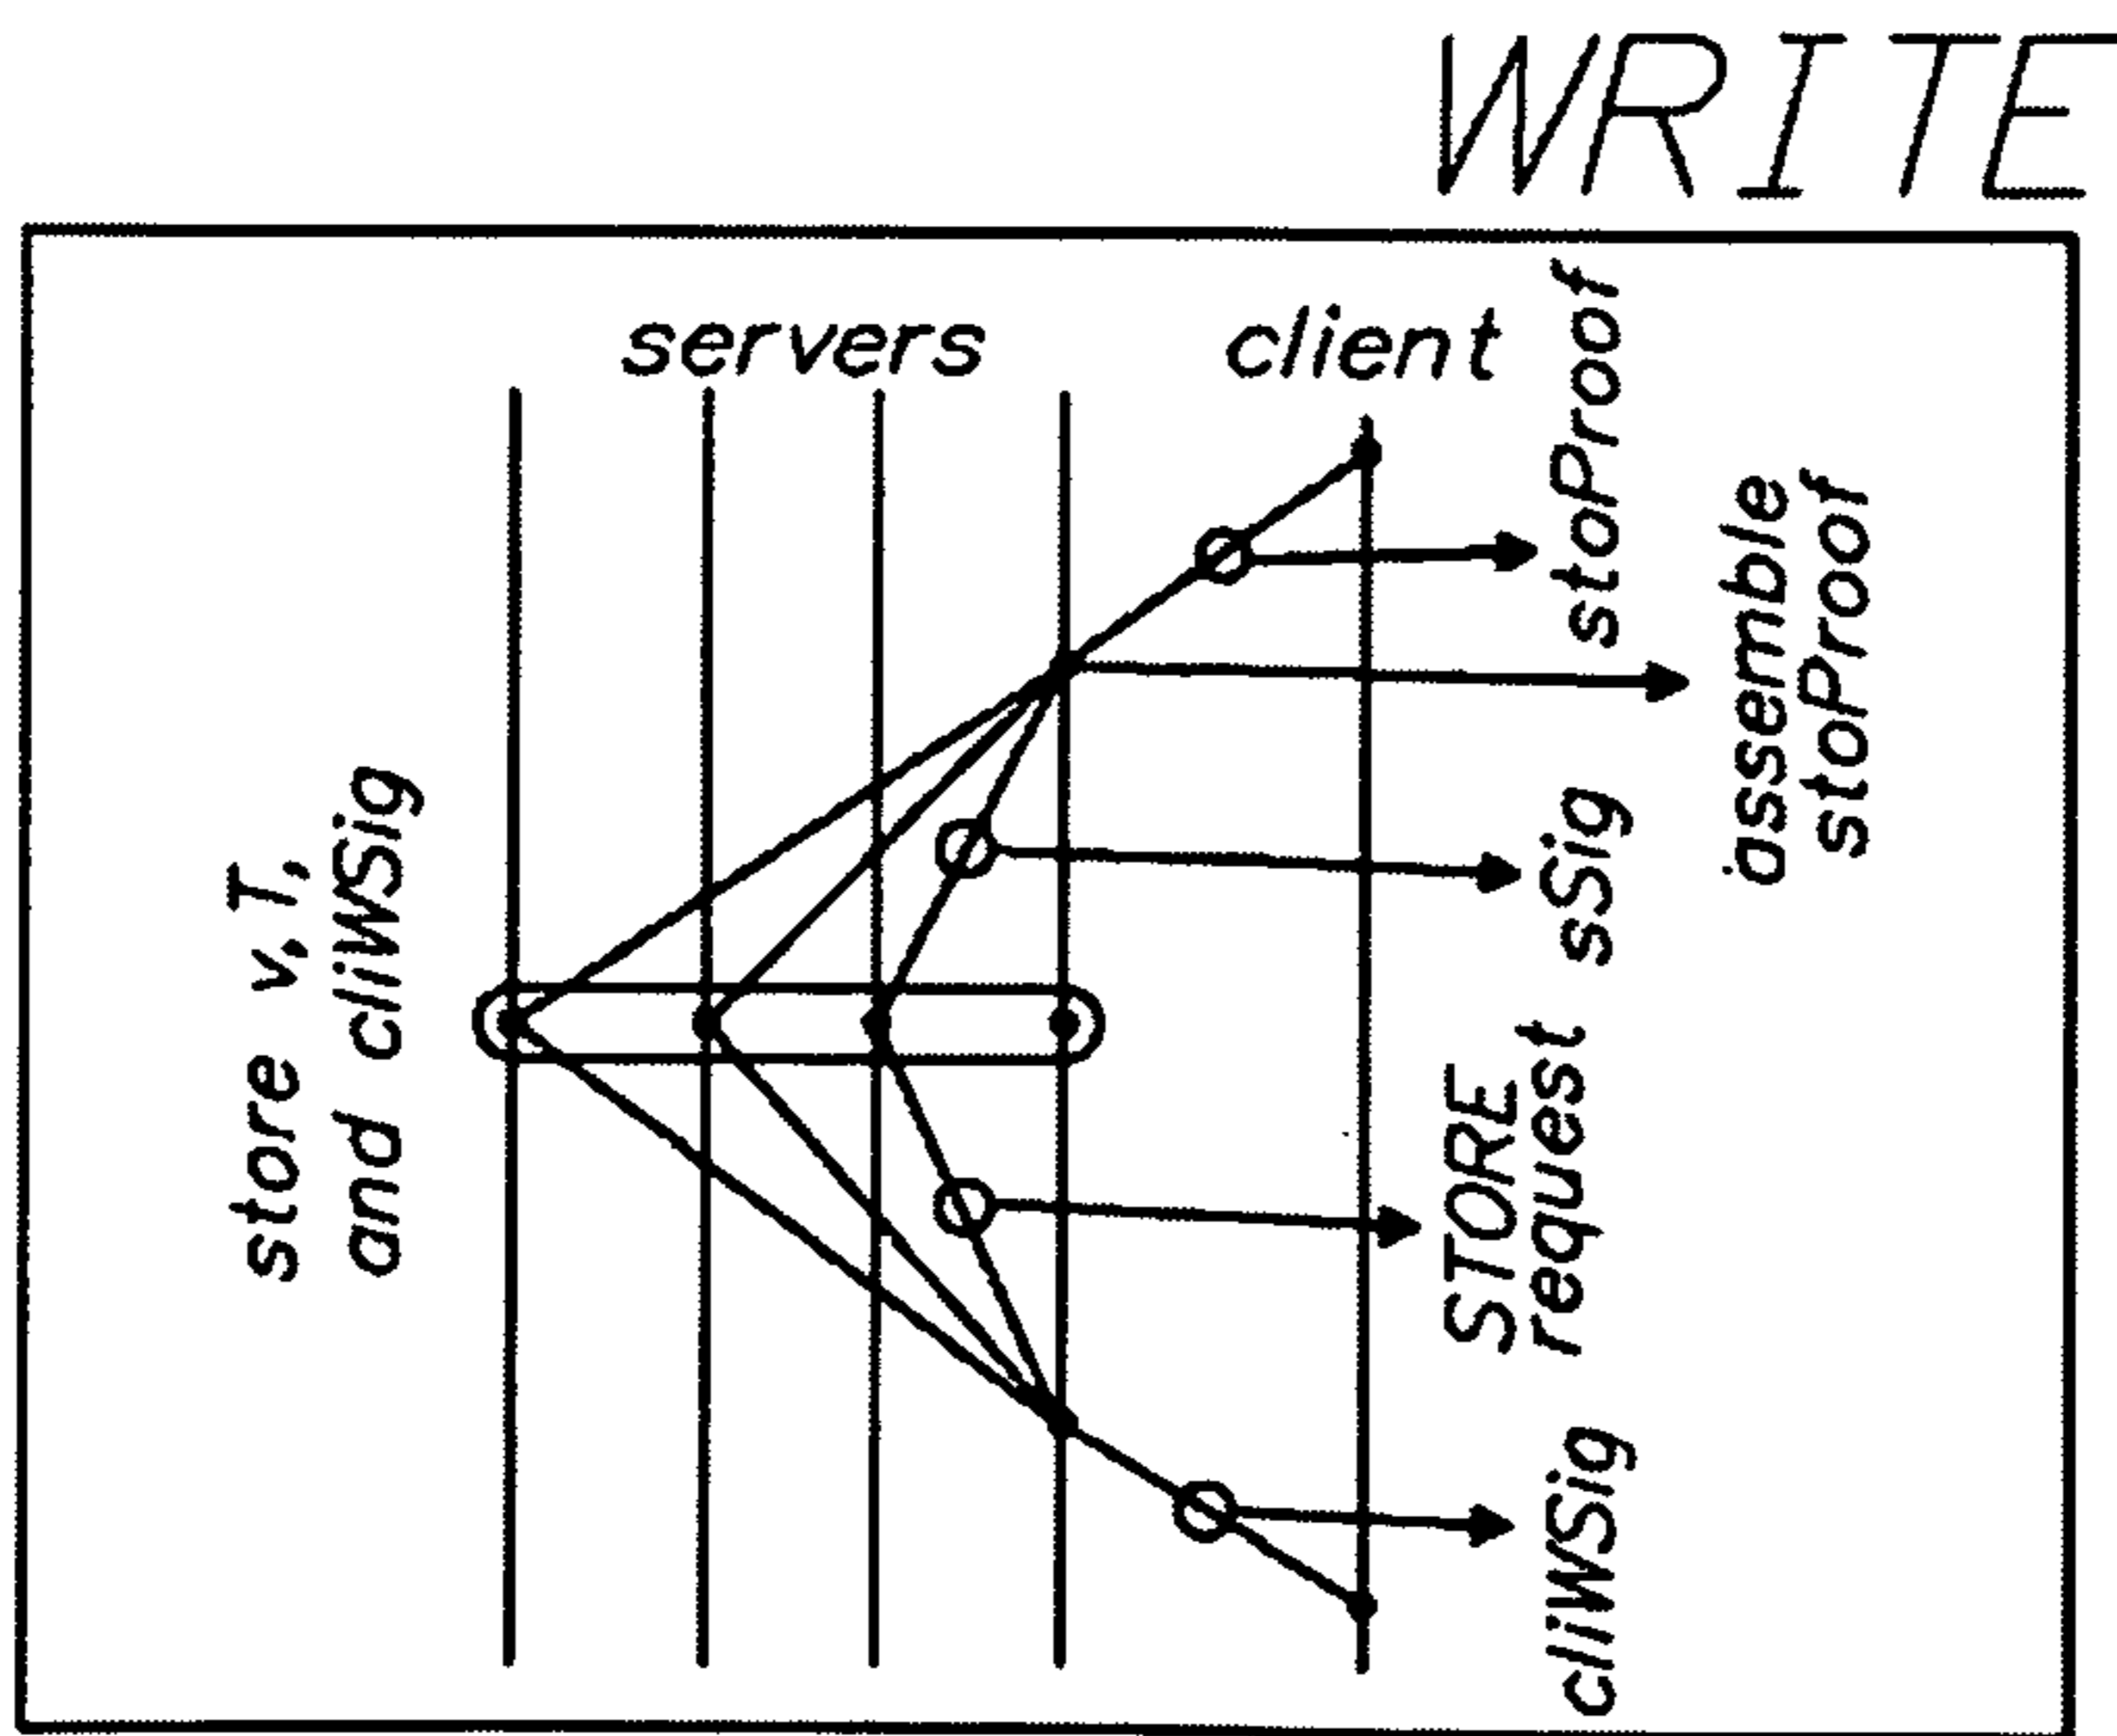 WRITE
servers
client
store v,T,
and cliWSig
stoProof
assemble
stoProof
sSig
STORE
request
cliWSig